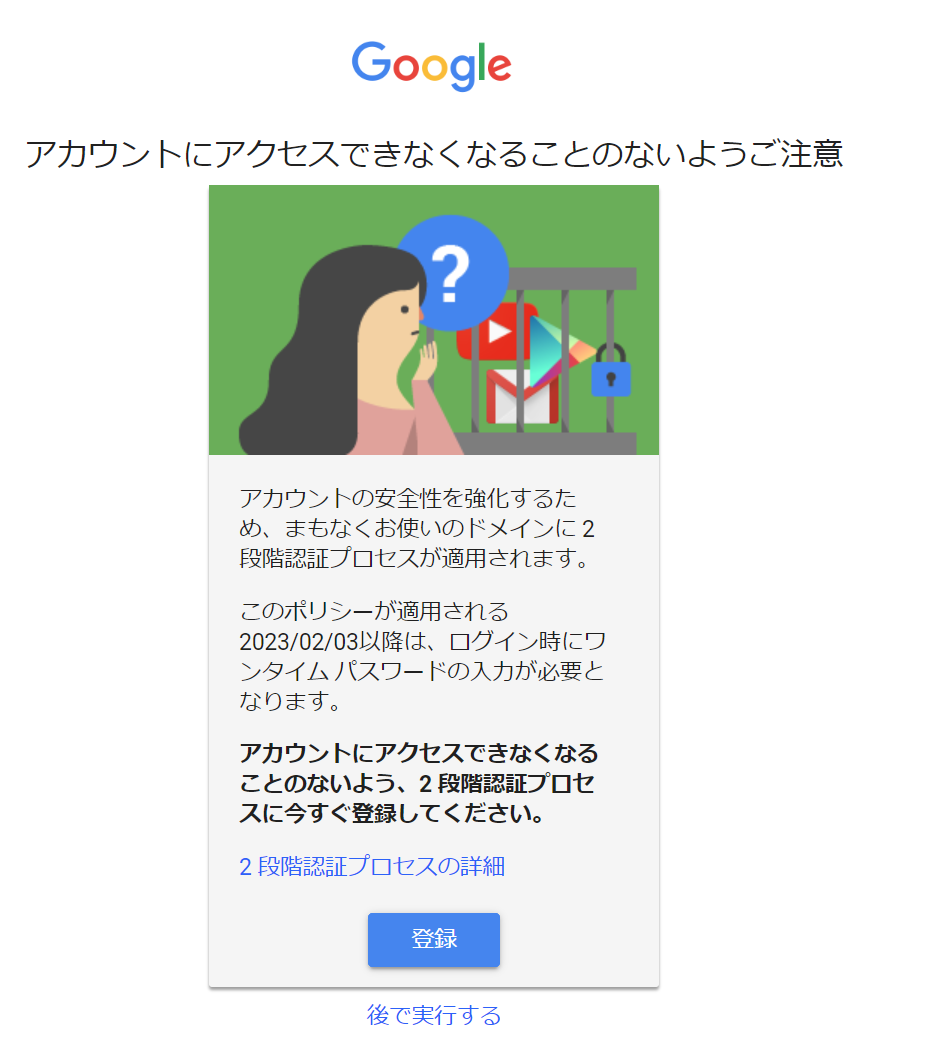 Google
アカウントにアクセスできなくなることのないようご注意
?
アカウントの安全性を強化するた
め、まもなくお使いのドメインに 2
段階認証プロセスが適用されます。
このポリシーが適用される
2023/02/03以降は、ログイン時にワ
ンタイム パスワードの入力が必要と
なります。
アカウントにアクセスできなくなる
ことのないよう、2 段階認証プロセ
スに今すぐ登録してください。
2 段階認証プロセスの詳細
登録
後で実行する